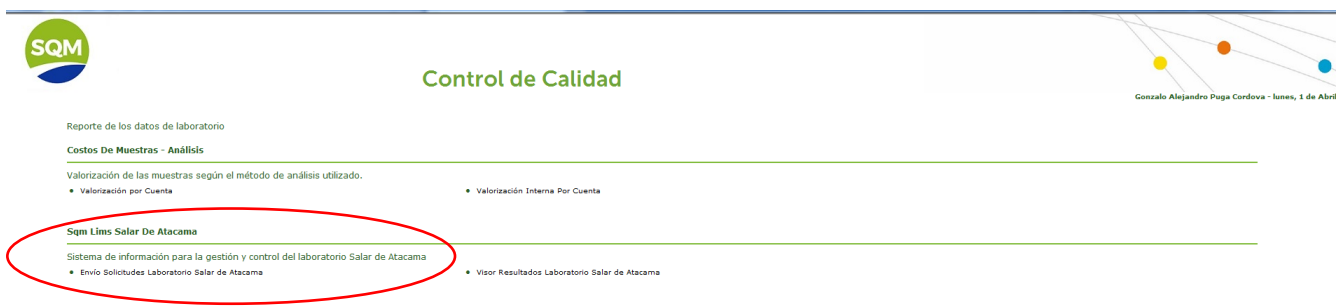 SQM
Control de Calidad
Gonzalo Alejandro Puga Cordova - lunes, 1 de Abril
Reporte de los datos de laboratorio
Costos De Muestras - Análisis
Valorización de las muestras según el método de análisis utilizado.
• Valorización por Cuenta • Valorización Interna Por Cuenta
Sqm Lims Salar De Atacama
Sistema de información para la gestión y control del laboratorio Salar de Atacama
• Envío Solicitudes Laboratorio Salar de Atacama • Visor Resultados Laboratorio Salar de Atacama